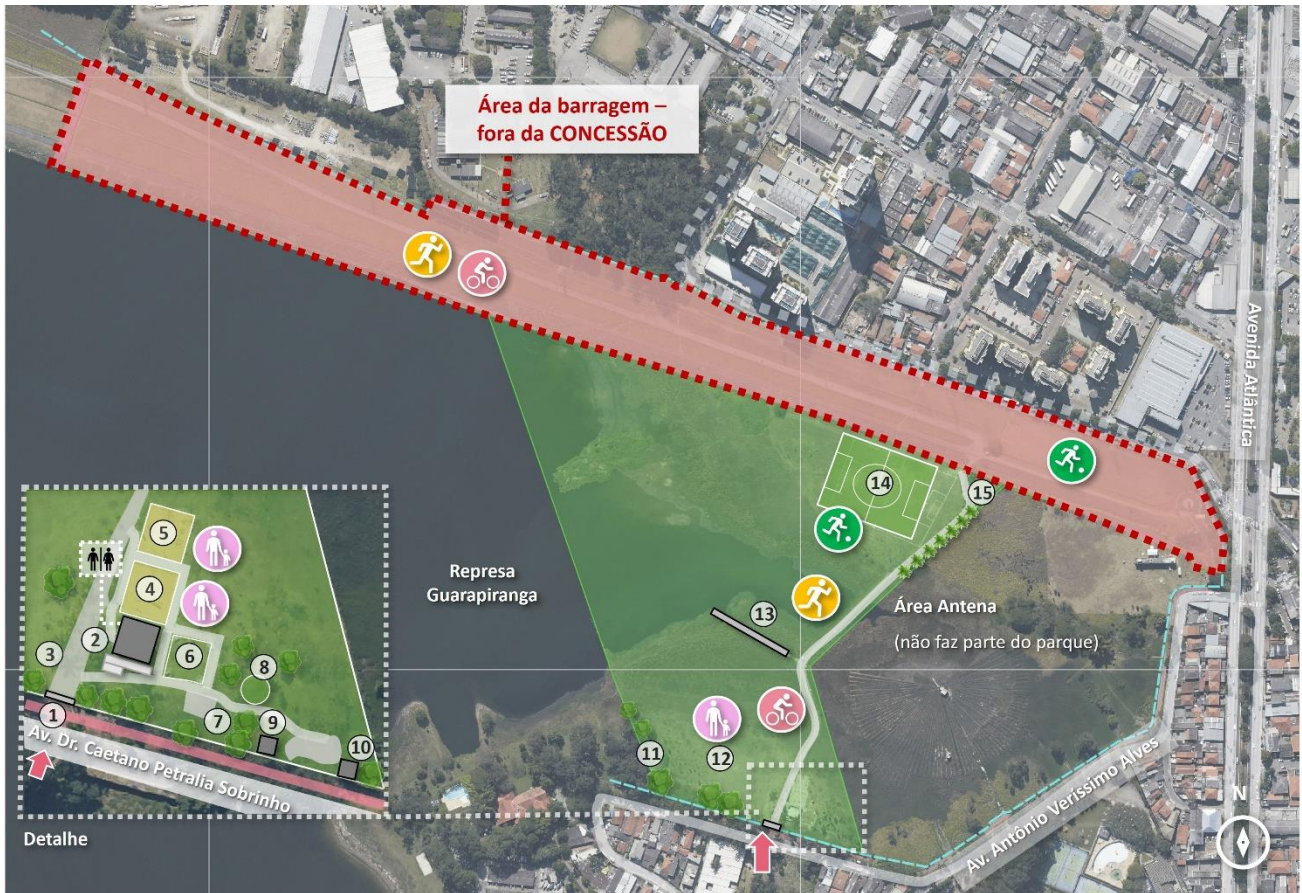 Área da barragem –
fora da CONCESSÃO
Avenida Atlântica
14
15
13
Represa
Guarapiranga
Área Antena
(não faz parte do parque)
5
4
2
6
3
8
7
9
1
10
11
12
Av. Dr. Caetano Petralia Sobrinho
Av. Antônio Veríssimo Alves
N
Detalhe